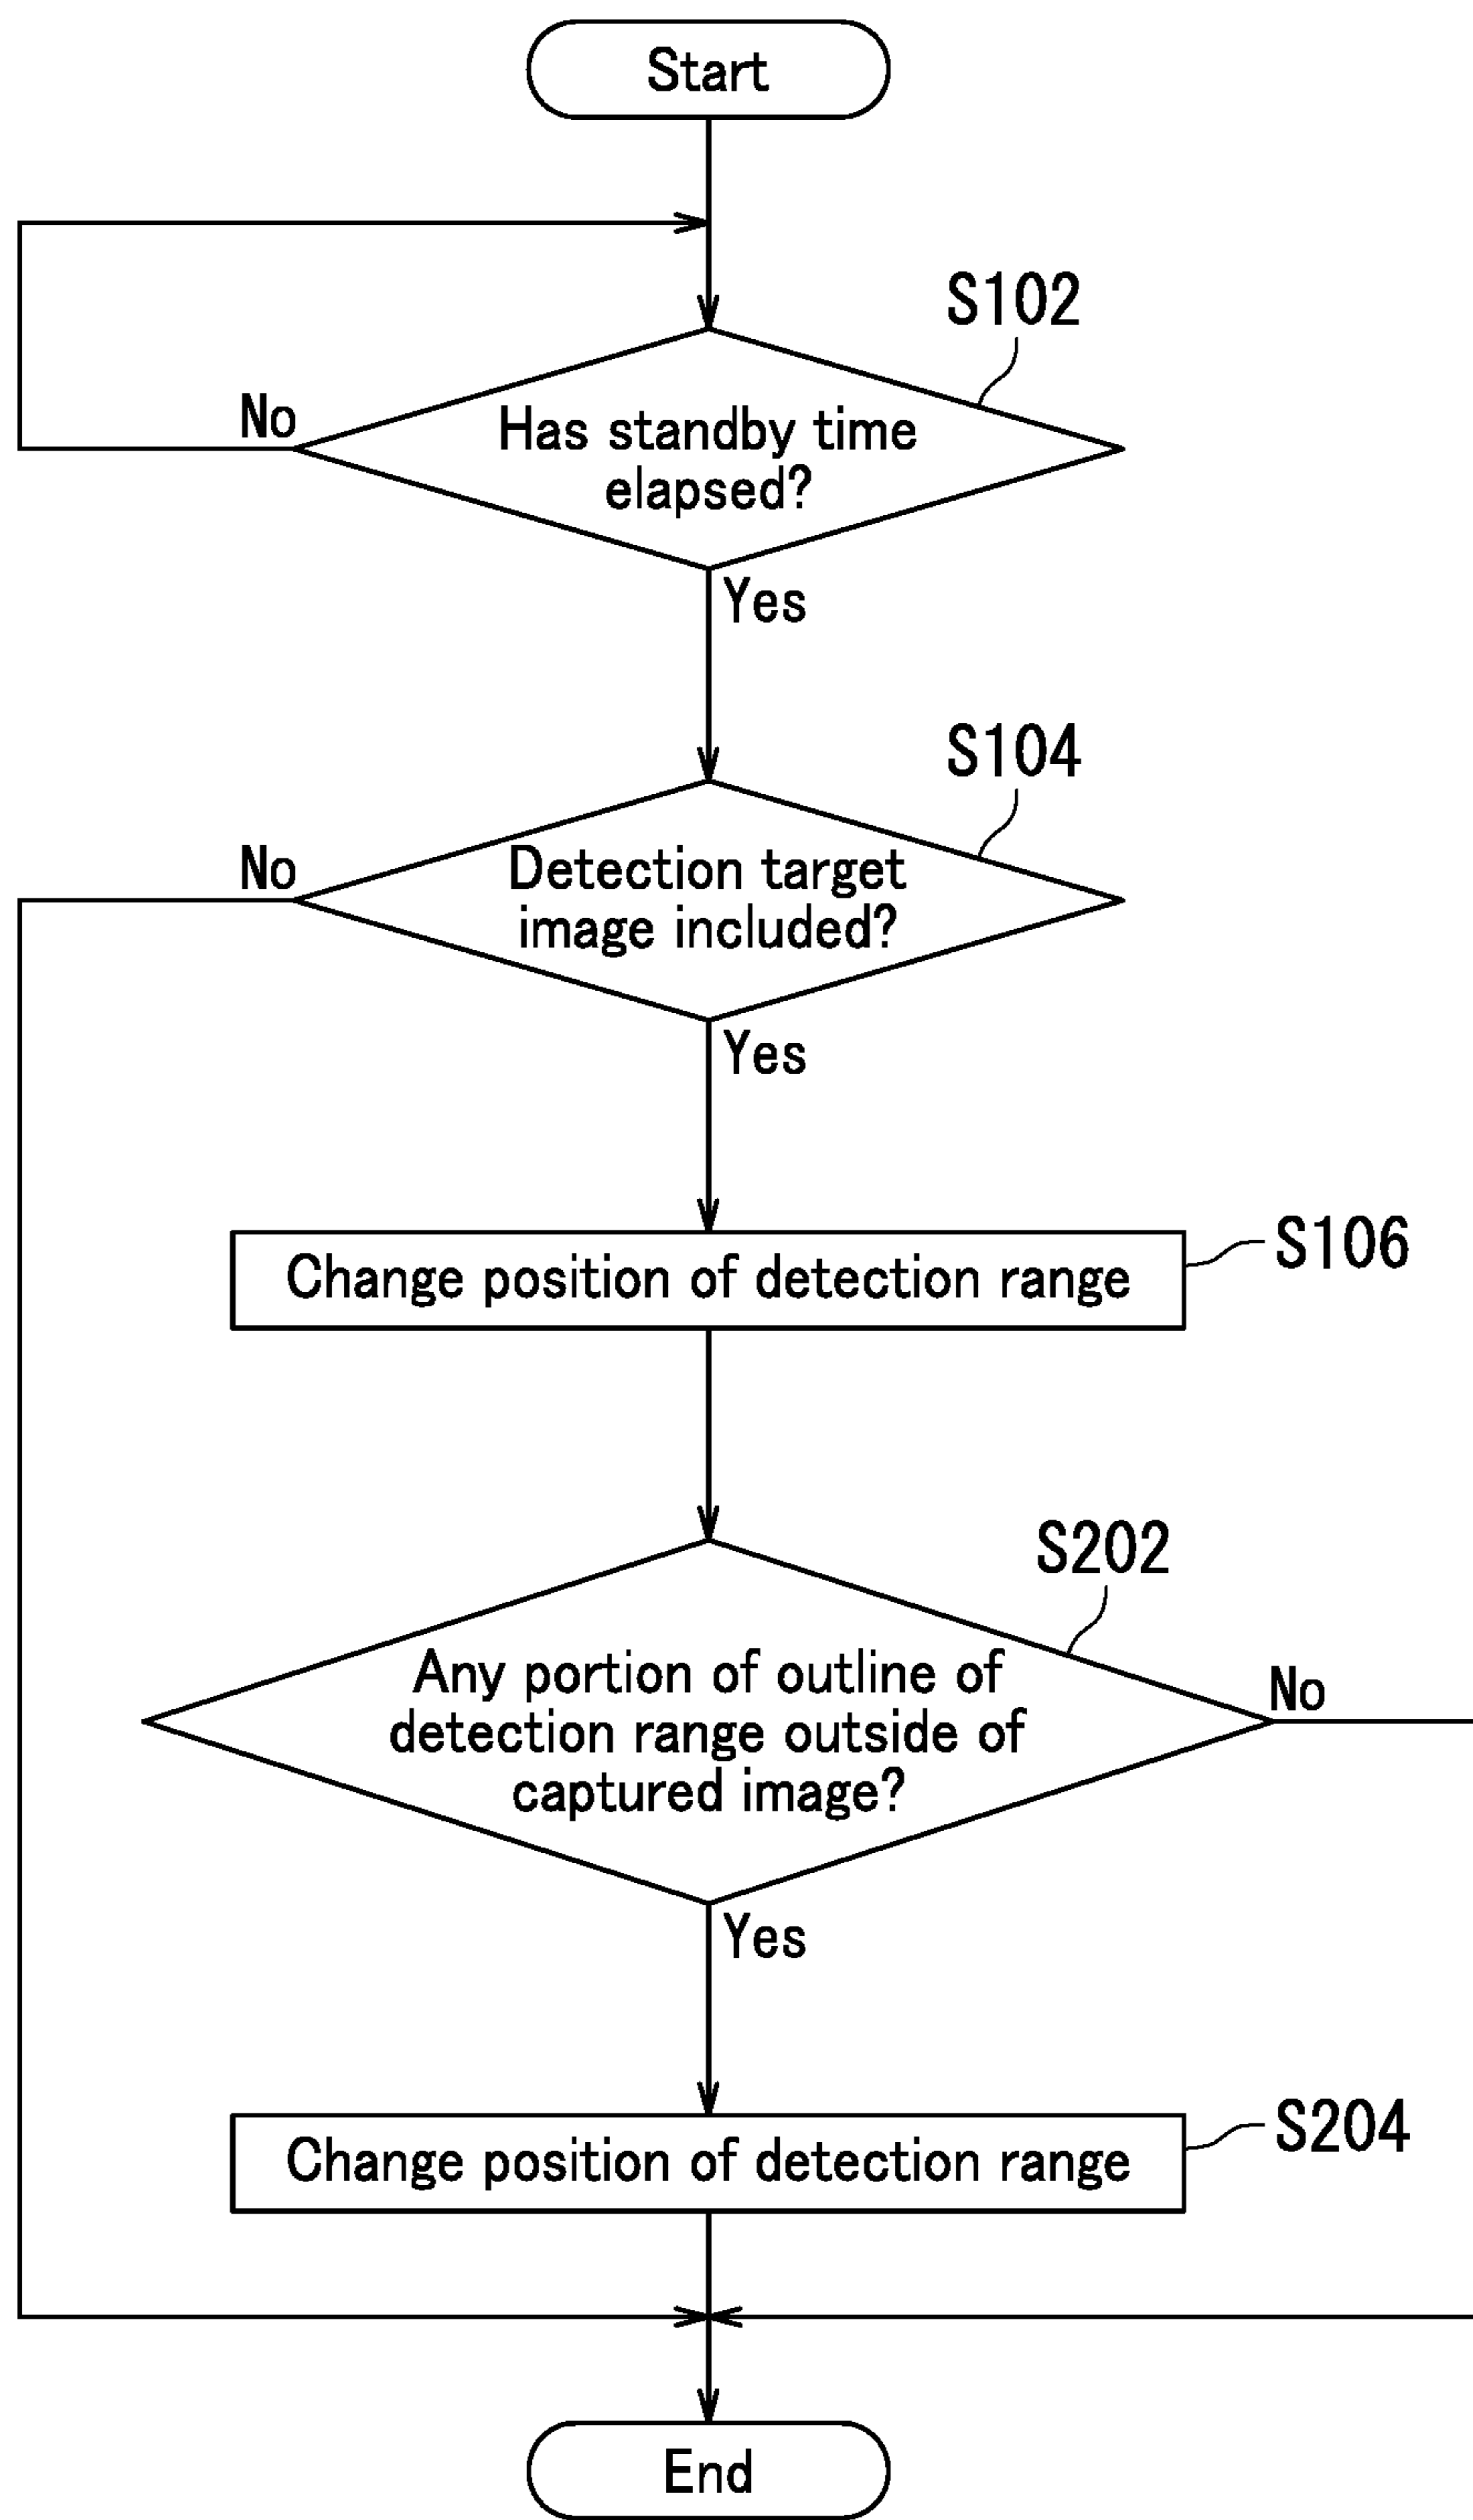 Start
S102
No
Has standby time
elapsed?
Yes
S104
No
Detection target
image included?
Yes
Change position of detection range
S106
S202
Any portion of outline of
detection range outside of
captured image?
No
Yes
Change position of detection range
S204
End